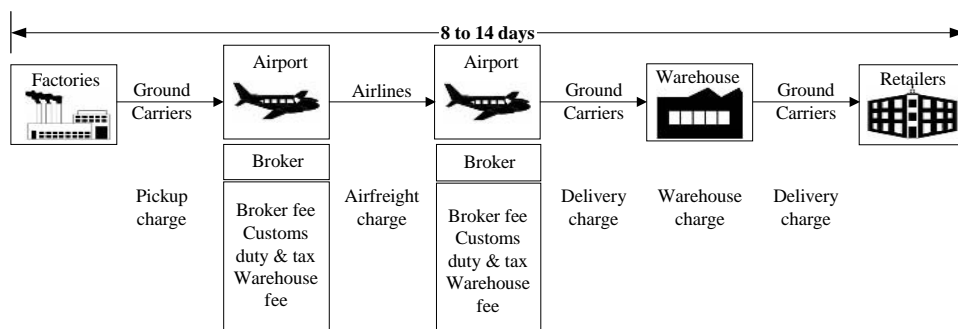 8 to 14 days
Factories
Ground
Carriers
Airport
Airlines
Airport
Ground
Carriers
Warehouse
Ground
Carriers
Retailers
Broker
Broker
Pickup
charge
Broker fee
Customs
duty & tax
Warehouse
fee
Airfreight
charge
Broker fee
Customs
duty & tax
Warehouse
fee
Delivery
charge
Warehouse
charge
Delivery
charge